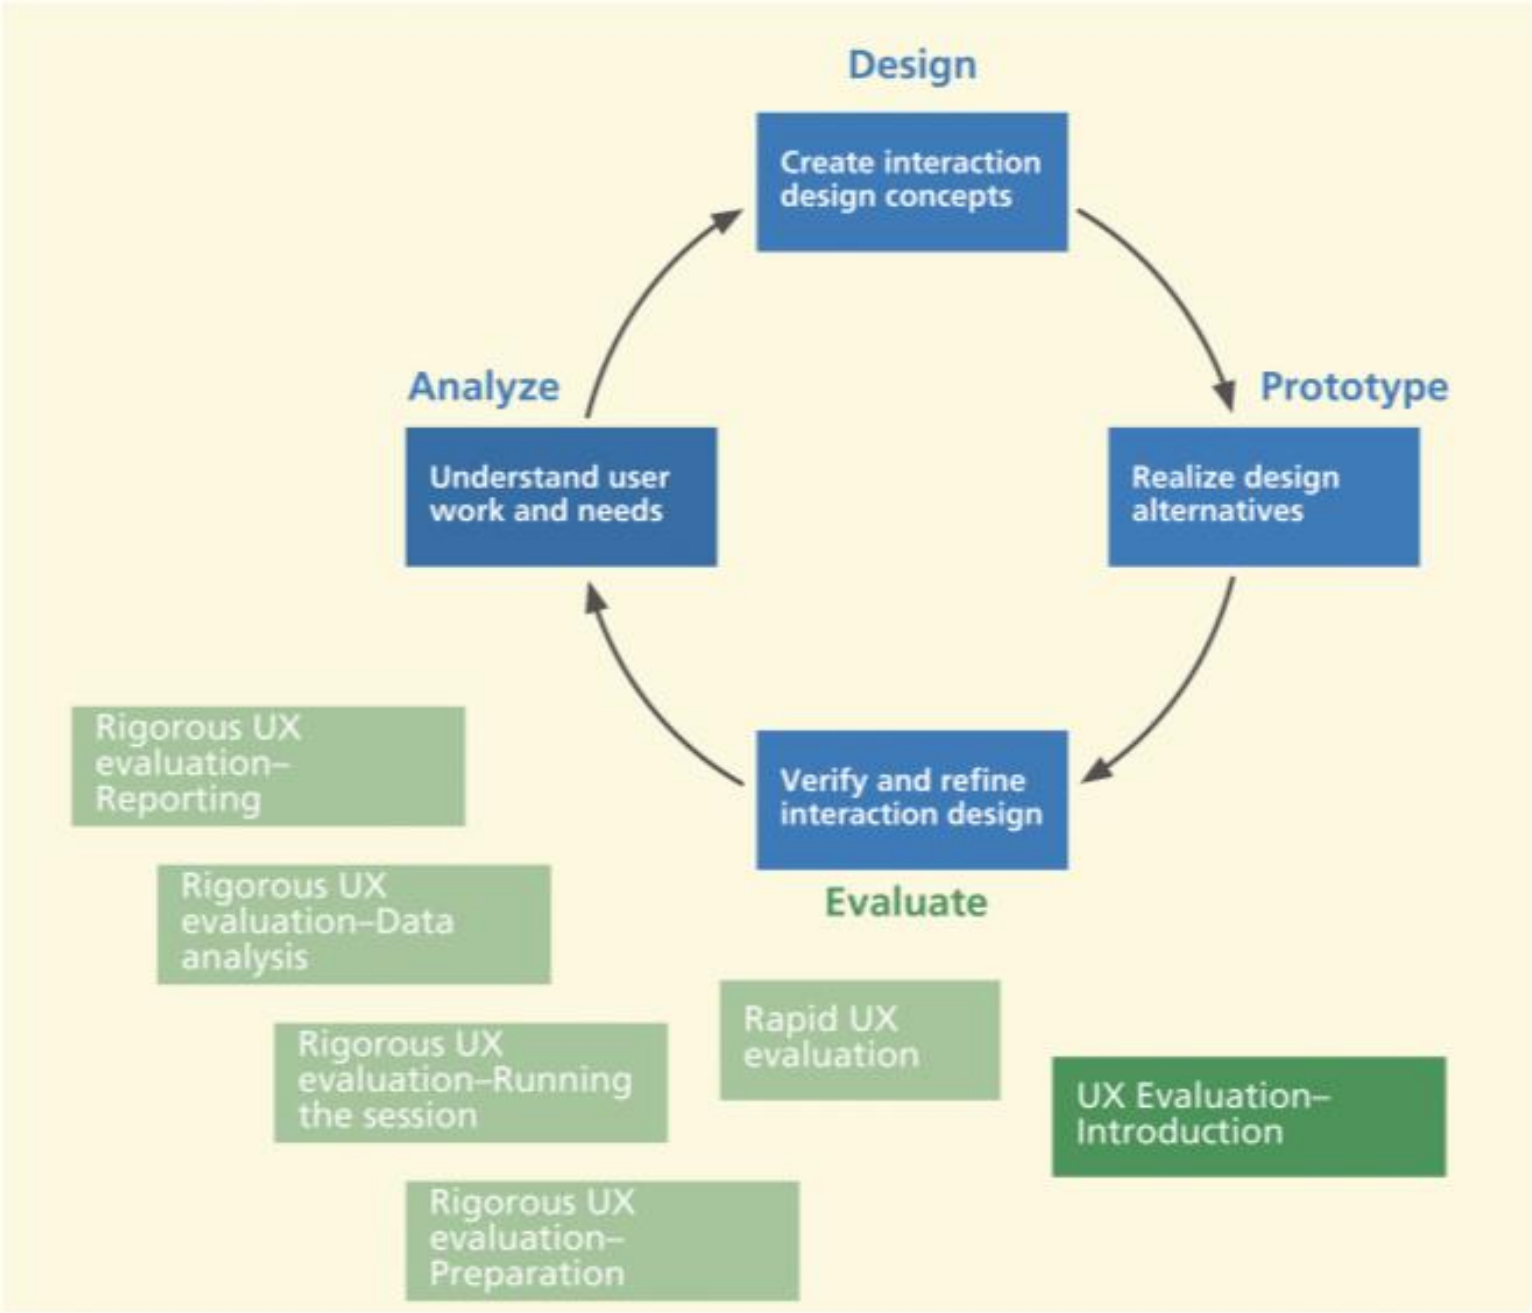 Design
Create interaction
design concepts
Analyze
Prototype
Understand user
work and needs
Realize design
alternatives
Rigorous UX
evaluation–
Reporting
Verify and refine
interaction design
Evaluate
Rigorous UX
evaluation–Data
analysis
Rapid UX
evaluation
Rigorous UX
evaluation–Running
the session
UX Evaluation–
Introduction
Rigorous UX
evaluation–
Preparation